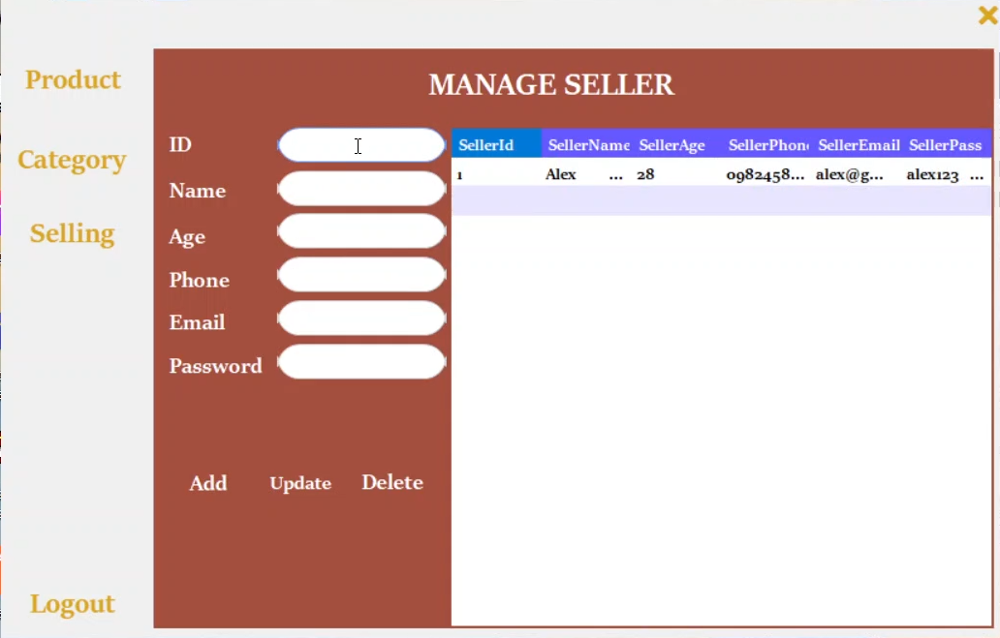 Product
Category
Selling
Logout
MANAGE SELLER
ID
Name
Age
Phone
Email
Password
Add Update Delete
SellerId SellerName SellerAge SellerPhon SellerEmail SellerPass
1 Alex ... 28 0982458... alex@g... alex123 ...